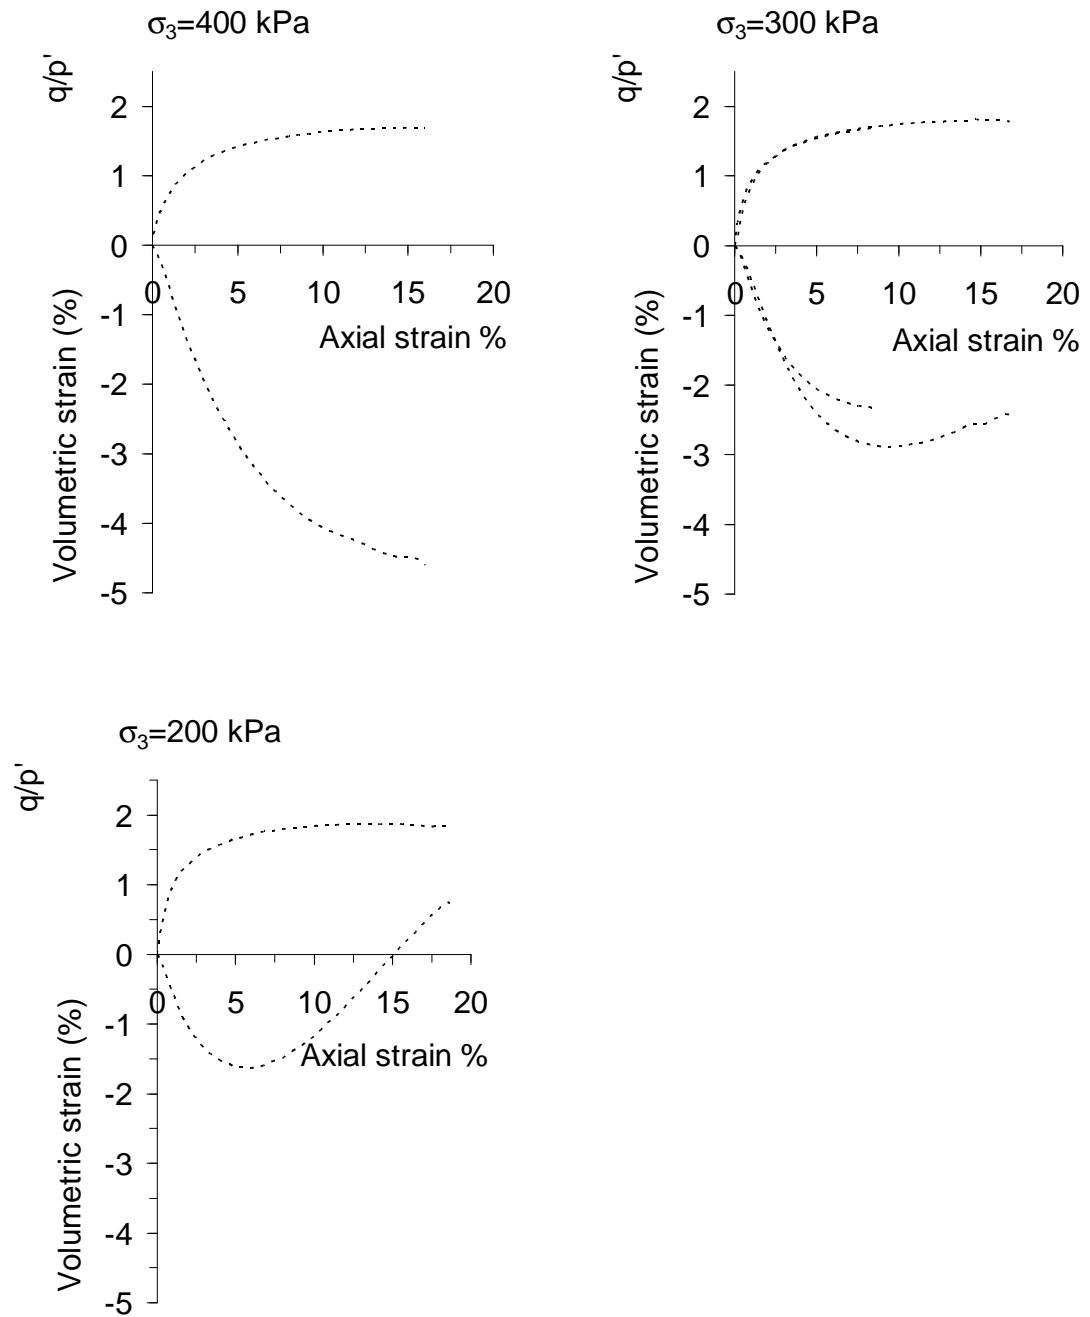 σ₃=400 kPa
q/p'
2
1
0
0 5 10 15 20
-1
Axial strain %
-2
-3
-4
-5
Volumetric strain (%)
σ₃=300 kPa
q/p'
2
1
0
0 5 10 15 20
-1
Axial strain %
-2
-3
-4
-5
Volumetric strain (%)
σ₃=200 kPa
q/p'
2
1
0
0 5 10 15 20
-1
Axial strain %
-2
-3
-4
-5
Volumetric strain (%)